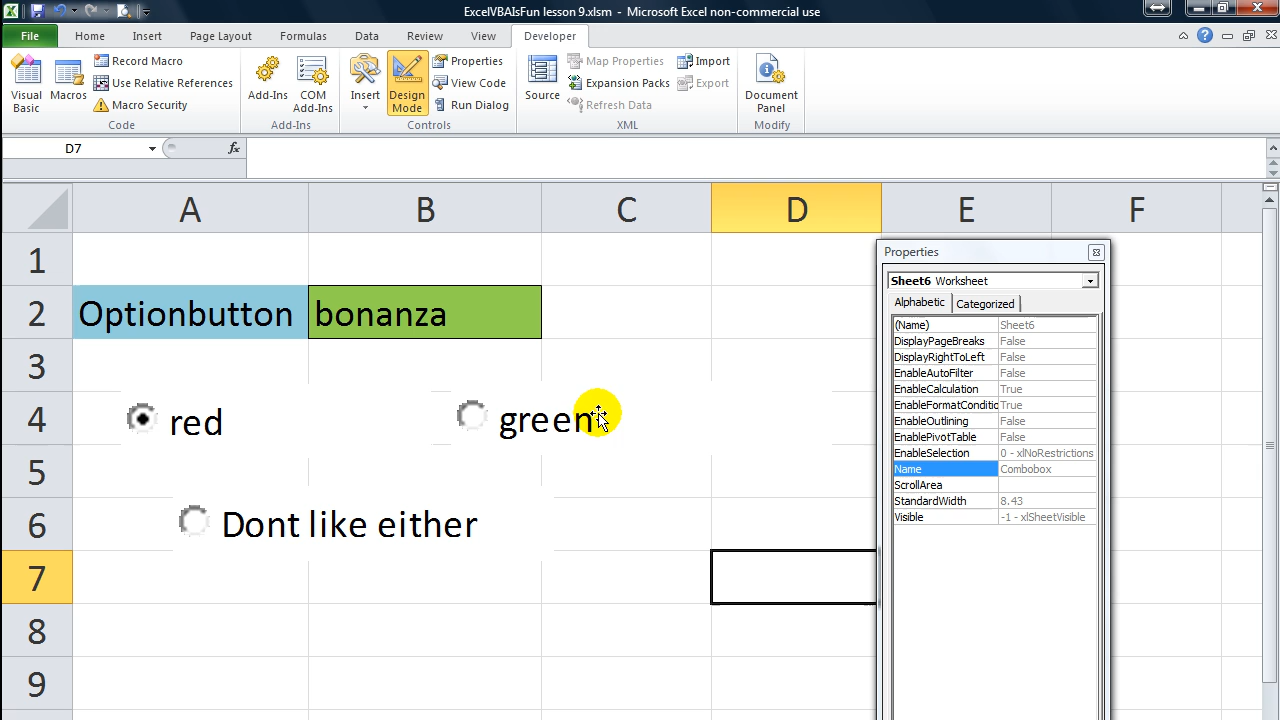 ExcelVBAIsFun lesson 9.xlsm - Microsoft Excel non-commercial use
File Home Insert Page Layout Formulas Data Review View Developer
Visual Basic
Macros
Record Macro
Use Relative References
Macro Security
Code
Add-Ins
COM Add-Ins
Add-Ins
Insert
Design Mode
Properties
View Code
Run Dialog
Controls
Source
Map Properties
Expansion Packs
Refresh Data
Import
Export
XML
Document Panel
Modify
D7 fx
A B C D E F
1
2 Optionbutton bonanza
3
4 red green
5
6 Dont like either
7
8
9
Properties
Sheet6 Worksheet
Alphabetic Categorized
(Name) Sheet6
DisplayPageBreaks False
DisplayRightToLeft False
EnableAutoFilter False
EnableCalculation True
EnableFormatConditio True
EnableOutlining False
EnablePivotTable False
EnableSelection 0 - xlNoRestrictions
Name Combobox
ScrollArea
StandardWidth 8.43
Visible -1 - xlSheetVisible